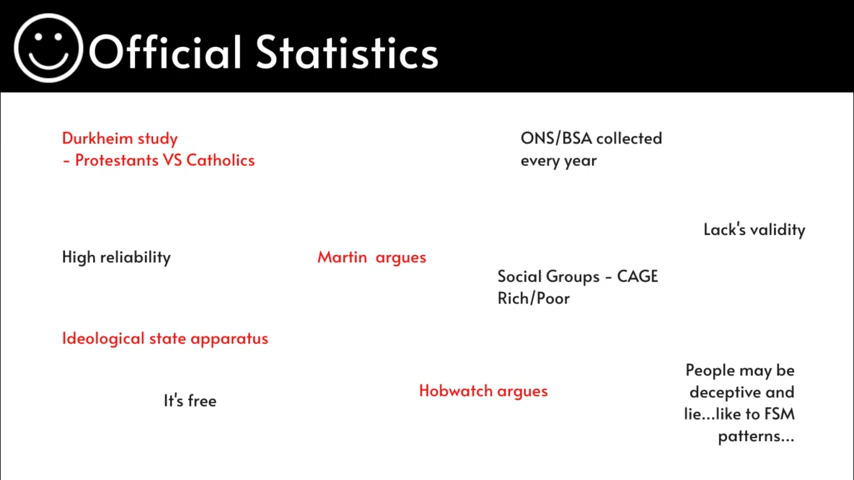 Official Statistics
Durkheim study
- Protestants VS Catholics
ONS/BSA collected
every year
Lack's validity
High reliability
Martin argues
Social Groups - CAGE
Rich/Poor
Ideological state apparatus
It's free
Hobwatch argues
People may be
deceptive and
lie...like to FSM
patterns...